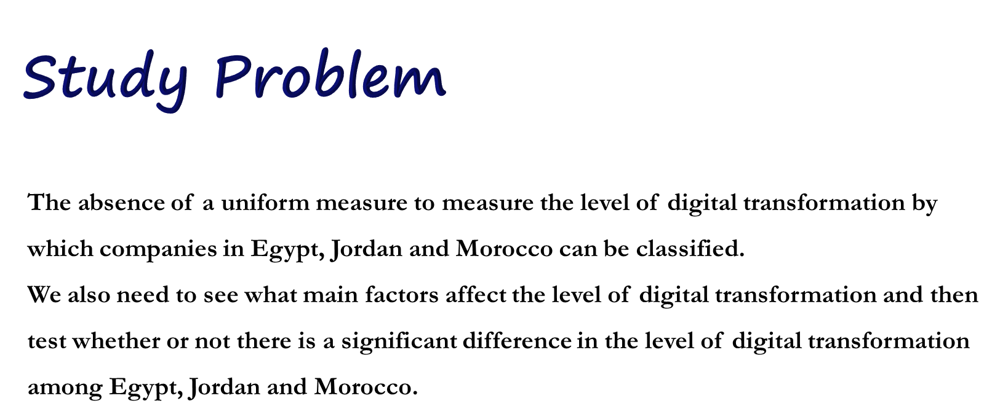 Study Problem
The absence of a uniform measure to measure the level of digital transformation by
which companies in Egypt, Jordan and Morocco can be classified.
We also need to see what main factors affect the level of digital transformation and then
test whether or not there is a significant difference in the level of digital transformation
among Egypt, Jordan and Morocco.